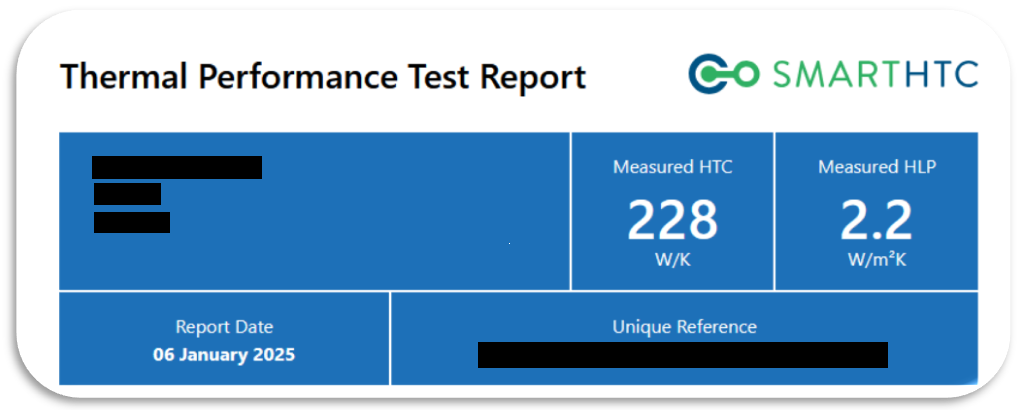 Thermal Performance Test Report
SMARTHTC
Measured HTC
228
W/K
Measured HLP
2.2
W/m²K
Report Date
06 January 2025
Unique Reference